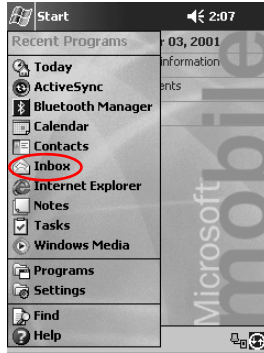 Start 2:07
Recent Programs r 03, 2001
Today information
ActiveSync ents
Bluetooth Manager
Calendar
Contacts
Inbox
Internet Explorer
Notes
Tasks
Windows Media
Programs
Settings
Find
Help
Microsoft
mobile